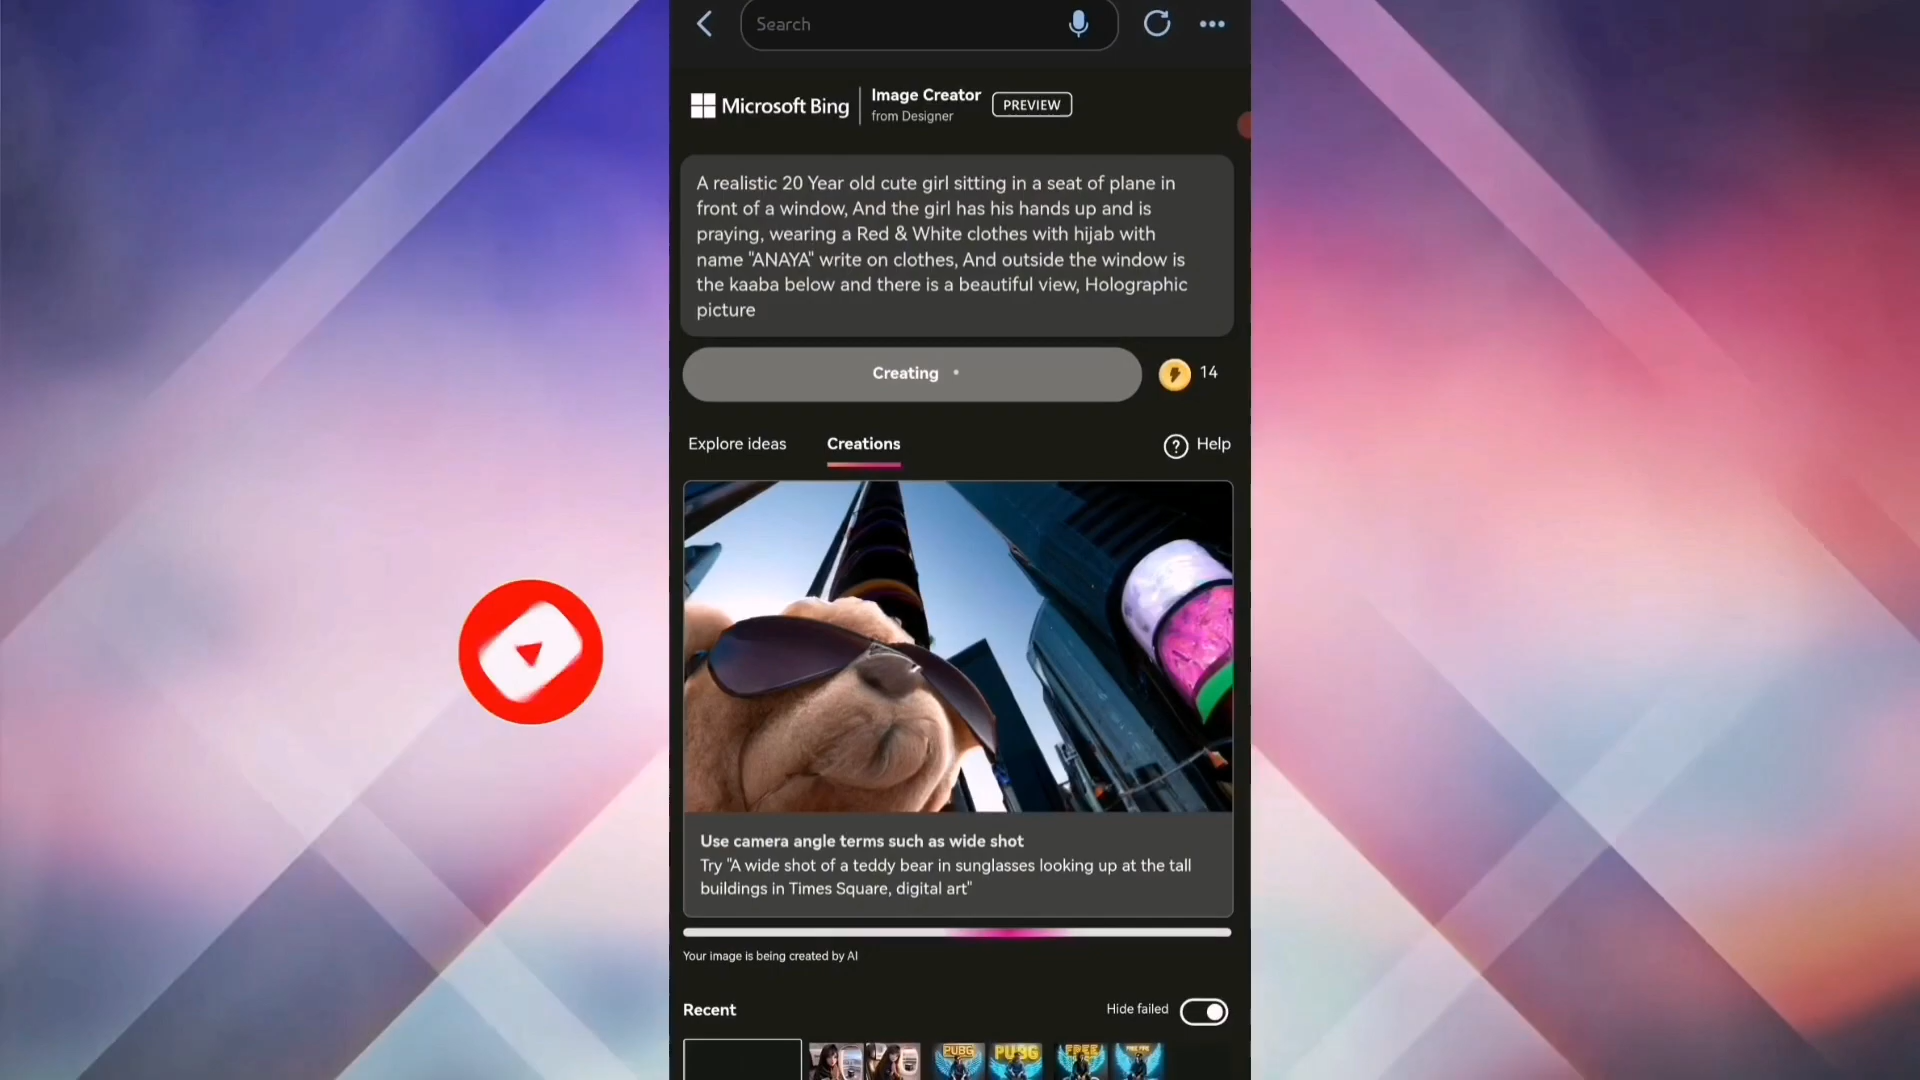 Search
Microsoft Bing
Image Creator
from Designer
PREVIEW
A realistic 20 Year old cute girl sitting in a seat of plane in
front of a window, And the girl has his hands up and is
praying, wearing a Red & White clothes with hijab with
name "ANAYA" write on clothes, And outside the window is
the kaaba below and there is a beautiful view, Holographic
picture
Creating
14
Explore ideas
Creations
Help
Use camera angle terms such as wide shot
Try "A wide shot of a teddy bear in sunglasses looking up at the tall
buildings in Times Square, digital art"
Your image is being created by AI
Recent
Hide failed
PUBG
PUBG
FREE
FREE FIRE